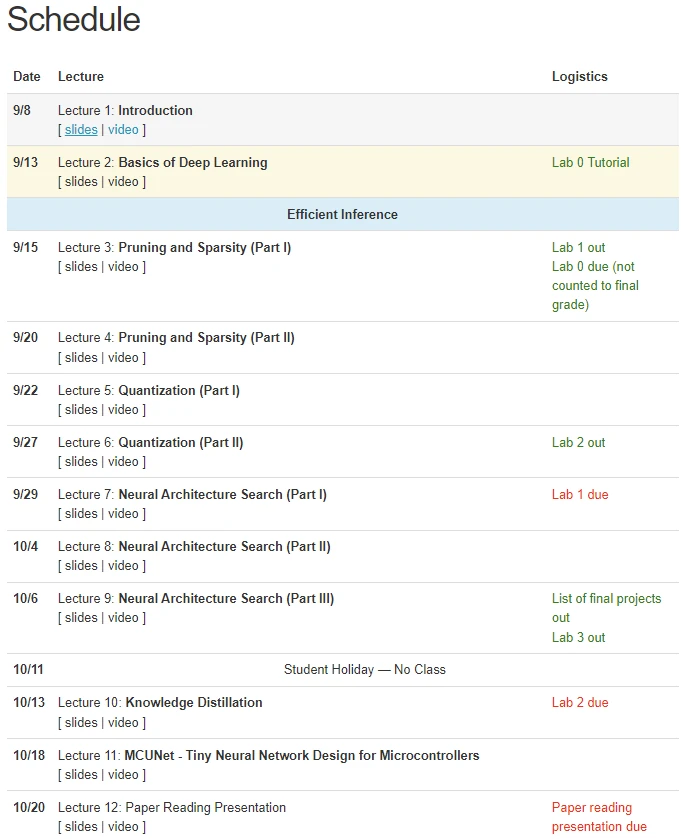 Schedule
Date Lecture Logistics
9/8 Lecture 1: Introduction
[ slides | video ]
9/13 Lecture 2: Basics of Deep Learning Lab 0 Tutorial
[ slides | video ]
Efficient Inference
9/15 Lecture 3: Pruning and Sparsity (Part I) Lab 1 out
[ slides | video ] Lab 0 due (not
counted to final
grade)
9/20 Lecture 4: Pruning and Sparsity (Part II)
[ slides | video ]
9/22 Lecture 5: Quantization (Part I)
[ slides | video ]
9/27 Lecture 6: Quantization (Part II) Lab 2 out
[ slides | video ]
9/29 Lecture 7: Neural Architecture Search (Part I) Lab 1 due
[ slides | video ]
10/4 Lecture 8: Neural Architecture Search (Part II)
[ slides | video ]
10/6 Lecture 9: Neural Architecture Search (Part III) List of final projects
[ slides | video ] out
Lab 3 out
10/11 Student Holiday — No Class
10/13 Lecture 10: Knowledge Distillation Lab 2 due
[ slides | video ]
10/18 Lecture 11: MCUNet - Tiny Neural Network Design for Microcontrollers
[ slides | video ]
10/20 Lecture 12: Paper Reading Presentation Paper reading
[ slides | video ] presentation due